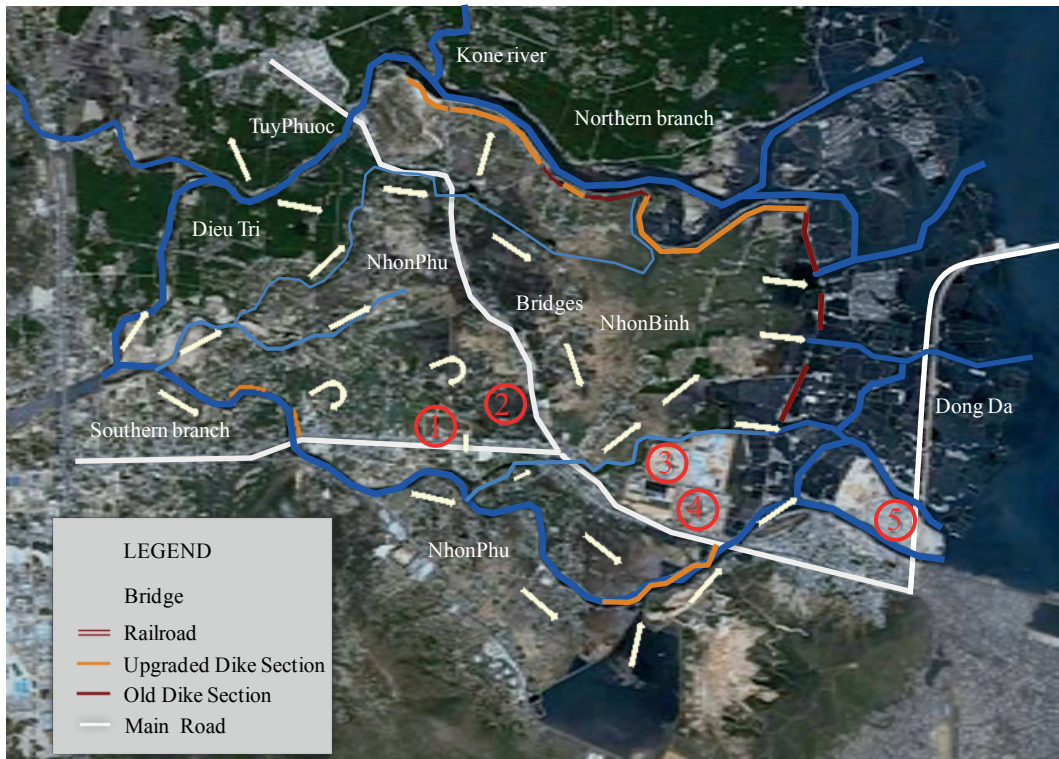 Kone river
Northern branch
TuyPhuoc
Dieu Tri
NhonPhu
Bridges
NhonBinh
Dong Da
Southern branch
1
2
3
4
5
NhonPhu
LEGEND
Bridge
Railroad
Upgraded Dike Section
Old Dike Section
Main Road